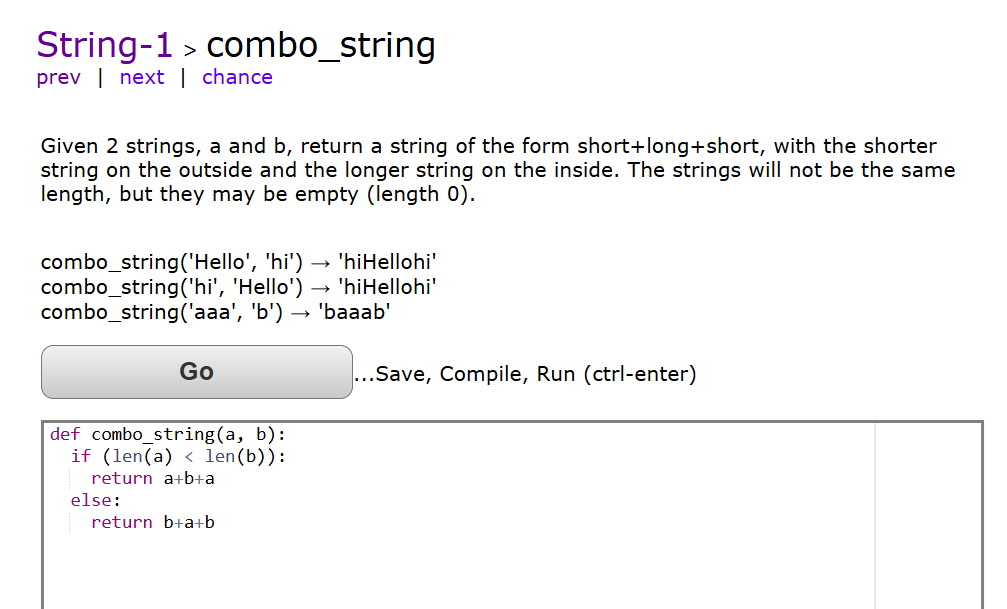 String-1 > combo_string
prev | next | chance
Given 2 strings, a and b, return a string of the form short+long+short, with the shorter
string on the outside and the longer string on the inside. The strings will not be the same
length, but they may be empty (length 0).
combo_string('Hello', 'hi') → 'hiHellohi'
combo_string('hi', 'Hello') → 'hiHellohi'
combo_string('aaa', 'b') → 'baaab'
Go ...Save, Compile, Run (ctrl-enter)
def combo_string(a, b):
  if (len(a) < len(b)):
    return a+b+a
  else:
    return b+a+b